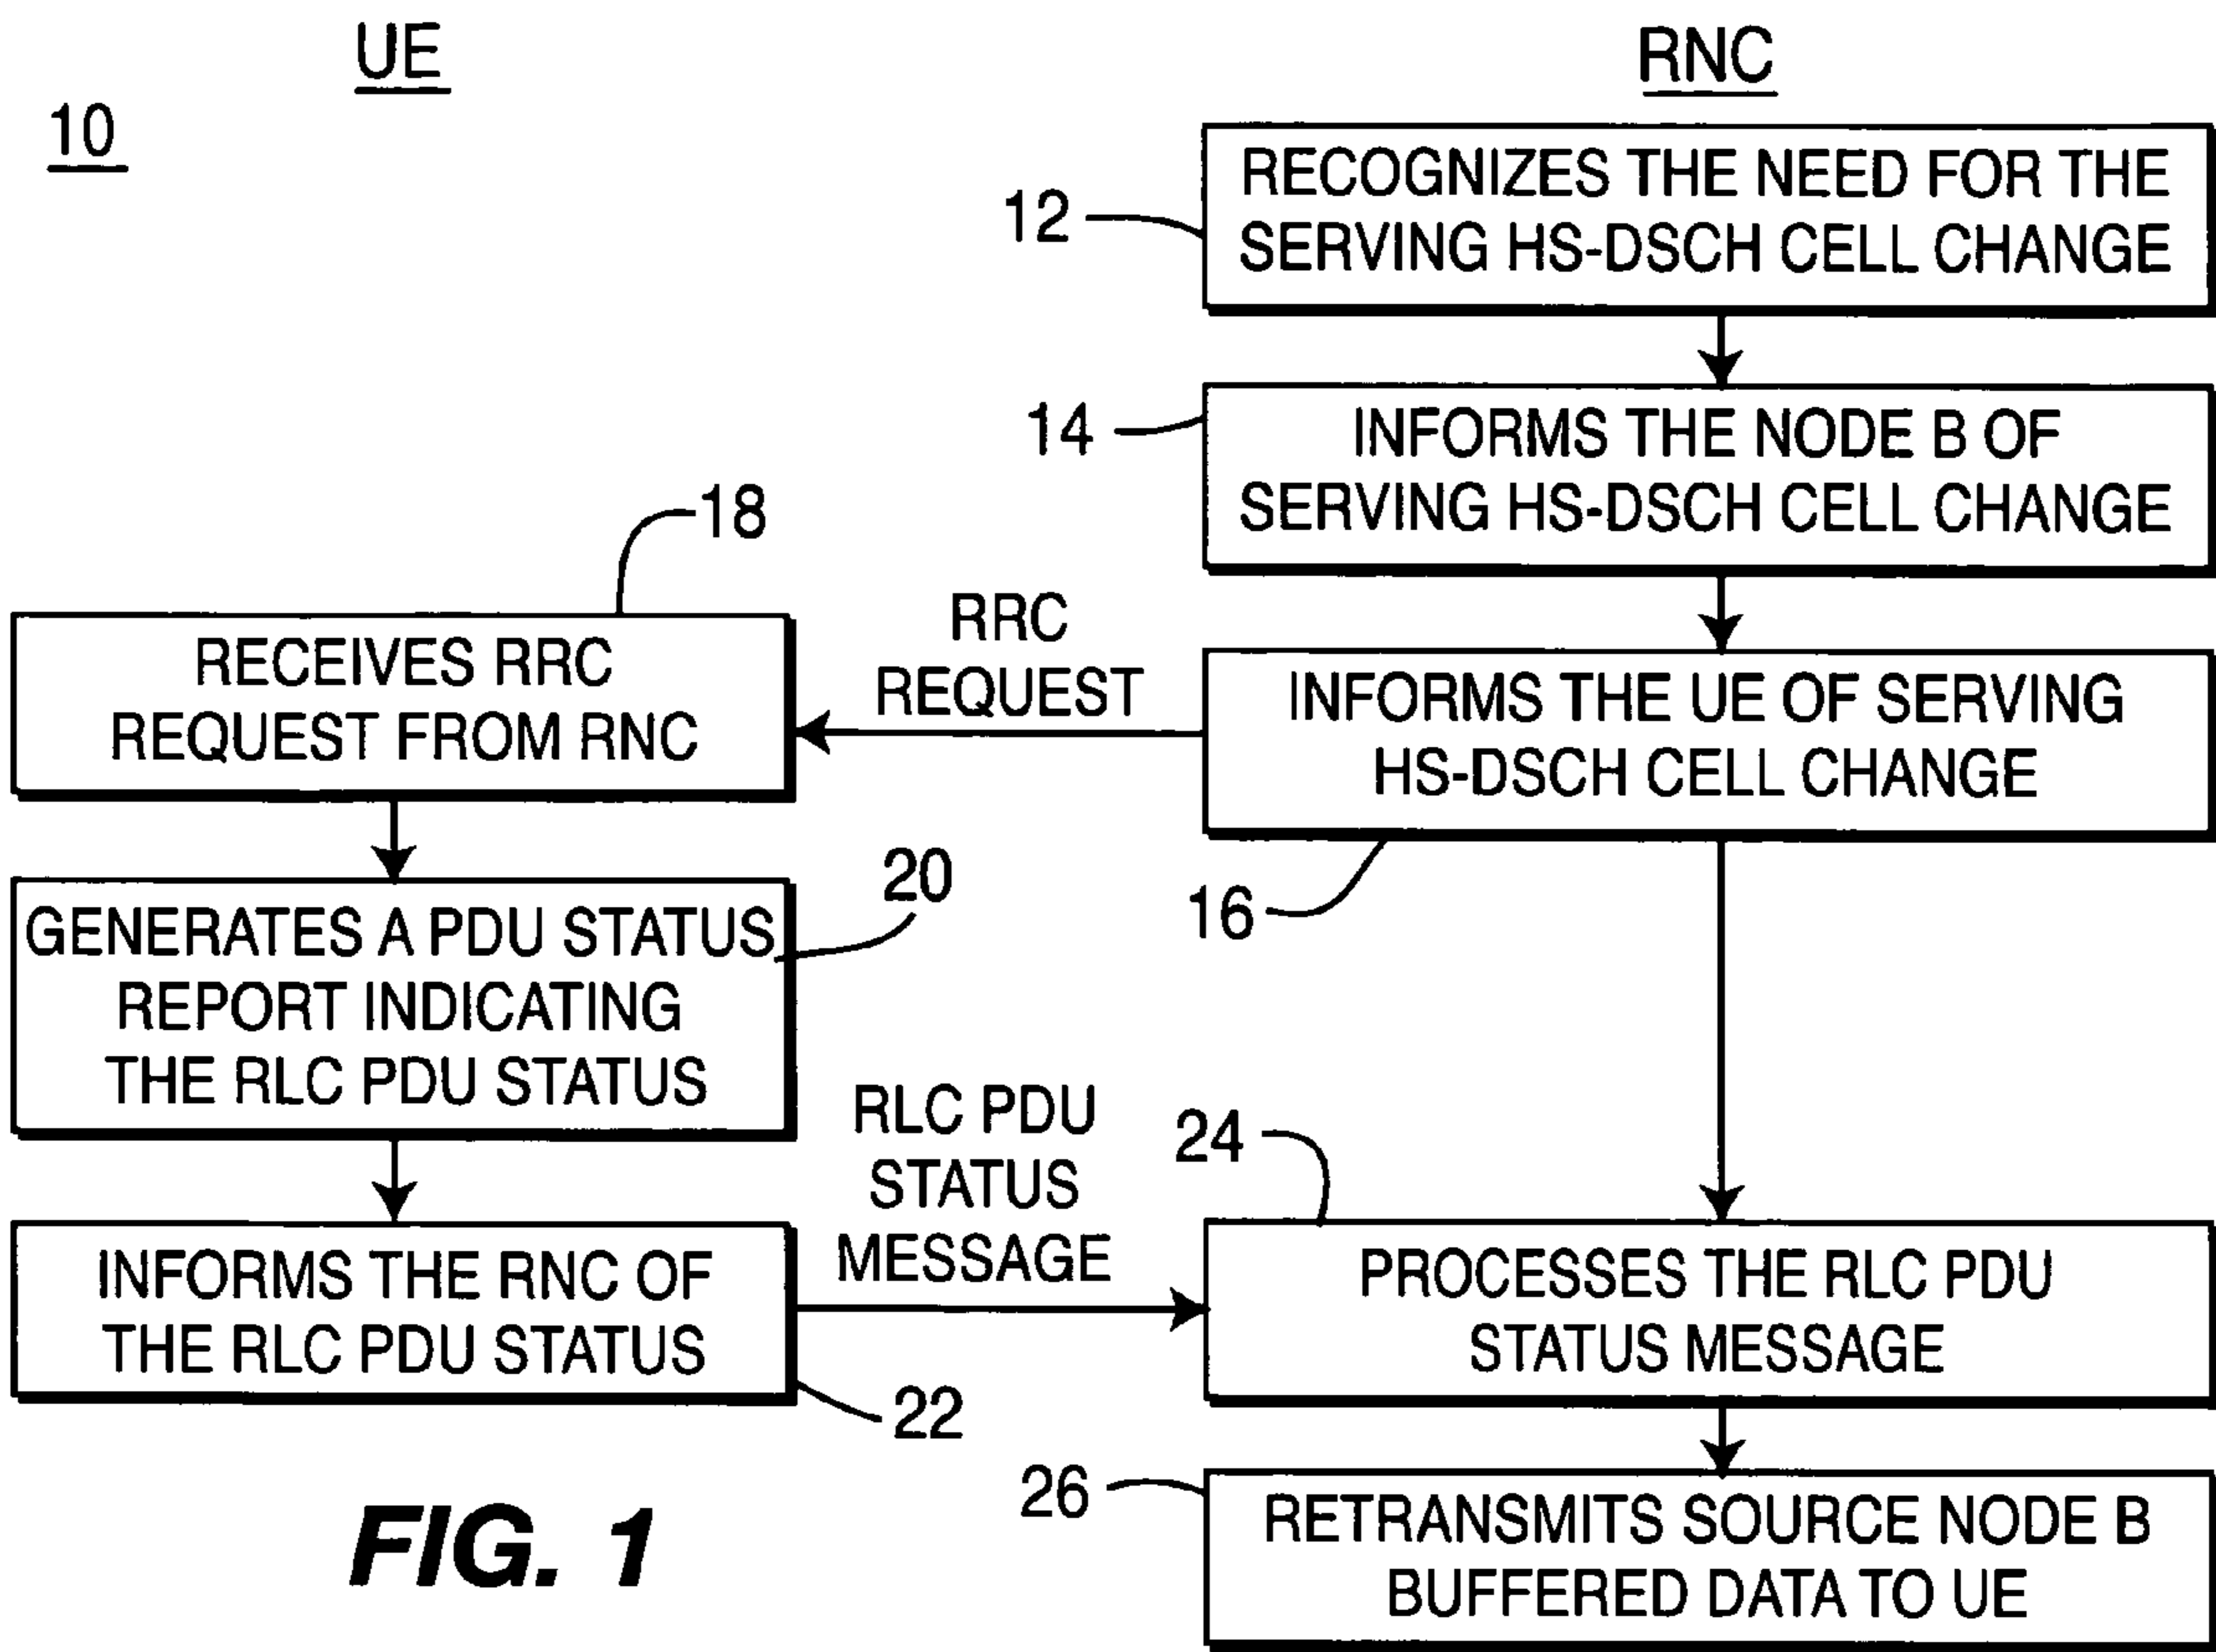 UE
RNC
10
12
RECOGNIZES THE NEED FOR THE
SERVING HS-DSCH CELL CHANGE
14
INFORMS THE NODE B OF
SERVING HS-DSCH CELL CHANGE
18
RECEIVES RRC
REQUEST FROM RNC
RRC
REQUEST
INFORMS THE UE OF SERVING
HS-DSCH CELL CHANGE
16
20
GENERATES A PDU STATUS
REPORT INDICATING
THE RLC PDU STATUS
RLC PDU
STATUS
MESSAGE
24
INFORMS THE RNC OF
THE RLC PDU STATUS
22
PROCESSES THE RLC PDU
STATUS MESSAGE
26
RETRANSMITS SOURCE NODE B
BUFFERED DATA TO UE
FIG. 1